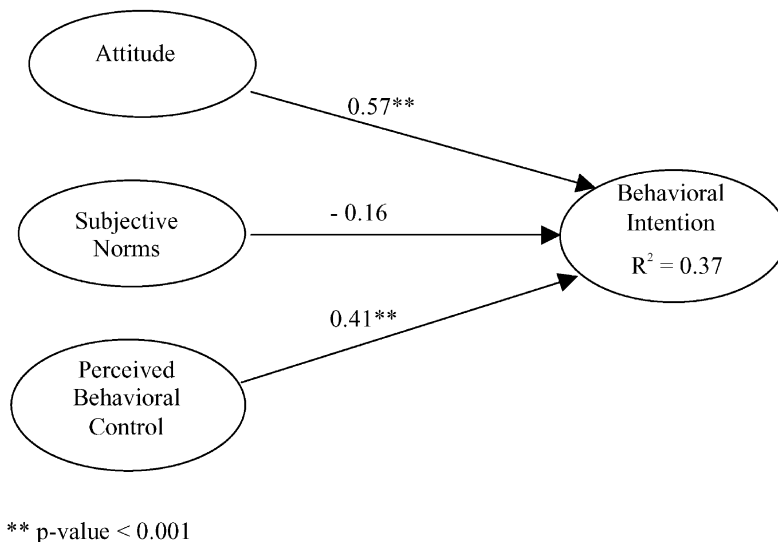 Attitude
0.57**
Behavioral
Intention
R² = 0.37
Subjective
Norms
- 0.16
0.41**
Perceived
Behavioral
Control
** p-value < 0.001